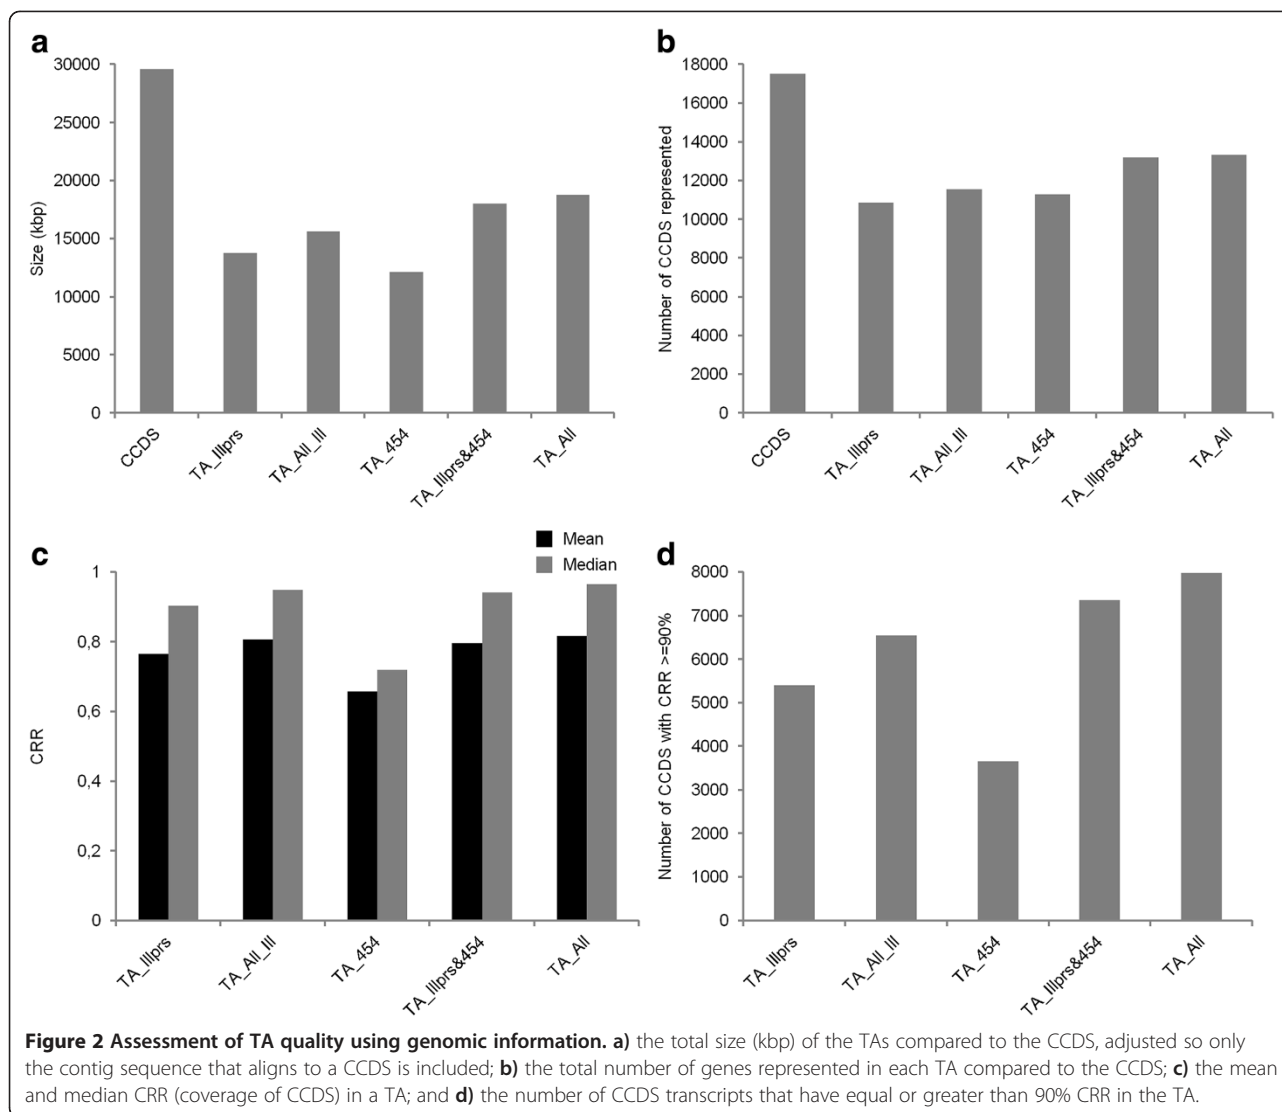 a
30000
25000
20000
15000
10000
5000
0
Size (kbp)
CCDS
TA_Illprs
TA_All_Ill
TA_454
TA_Illprs&454
TA_All
b
18000
16000
14000
12000
10000
8000
6000
4000
2000
0
Number of CCDS represented
CCDS
TA_Illprs
TA_All_Ill
TA_454
TA_Illprs&454
TA_All
c
Mean
Median
1
0,8
0,6
0,4
0,2
0
CRR
TA_Illprs
TA_All_Ill
TA_454
TA_Illprs&454
TA_All
d
8000
7000
6000
5000
4000
3000
2000
1000
0
Number of CCDS with CRR >=90%
TA_Illprs
TA_All_Ill
TA_454
TA_Illprs&454
TA_All
Figure 2 Assessment of TA quality using genomic information. a) the total size (kbp) of the TAs compared to the CCDS, adjusted so only
the contig sequence that aligns to a CCDS is included; b) the total number of genes represented in each TA compared to the CCDS; c) the mean
and median CRR (coverage of CCDS) in a TA; and d) the number of CCDS transcripts that have equal or greater than 90% CRR in the TA.